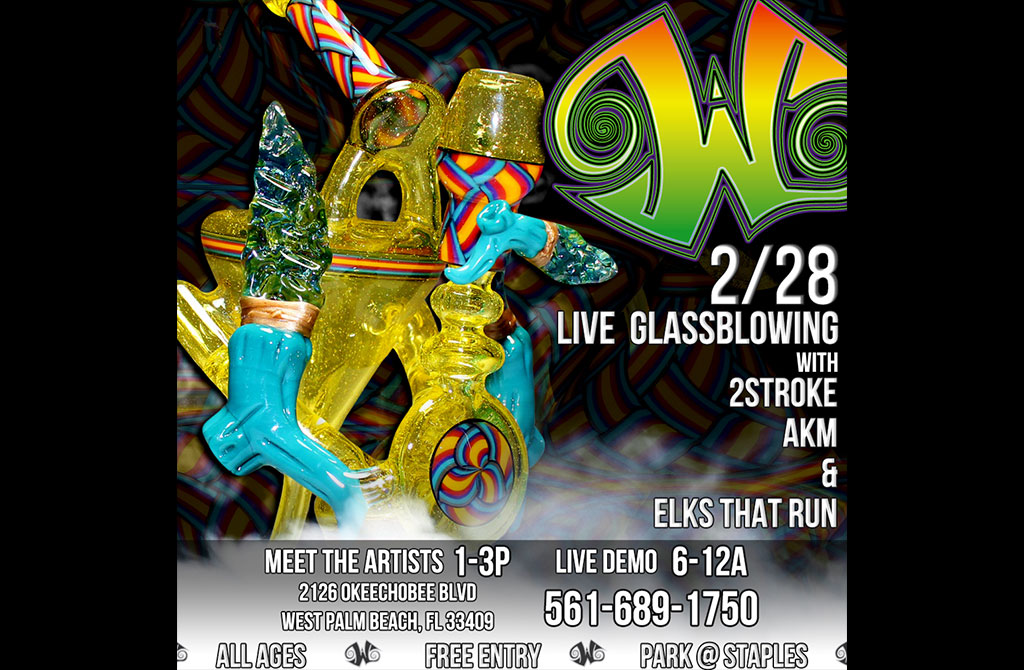 2/28
LIVE GLASSBLOWING
WITH
2STROKE
AKM
&
ELKS THAT RUN
MEET THE ARTISTS 1-3P
2126 OKEECHOBEE BLVD
WEST PALM BEACH, FL 33409
LIVE DEMO 6-12A
561-689-1750
ALL AGES FREE ENTRY PARK @ STAPLES